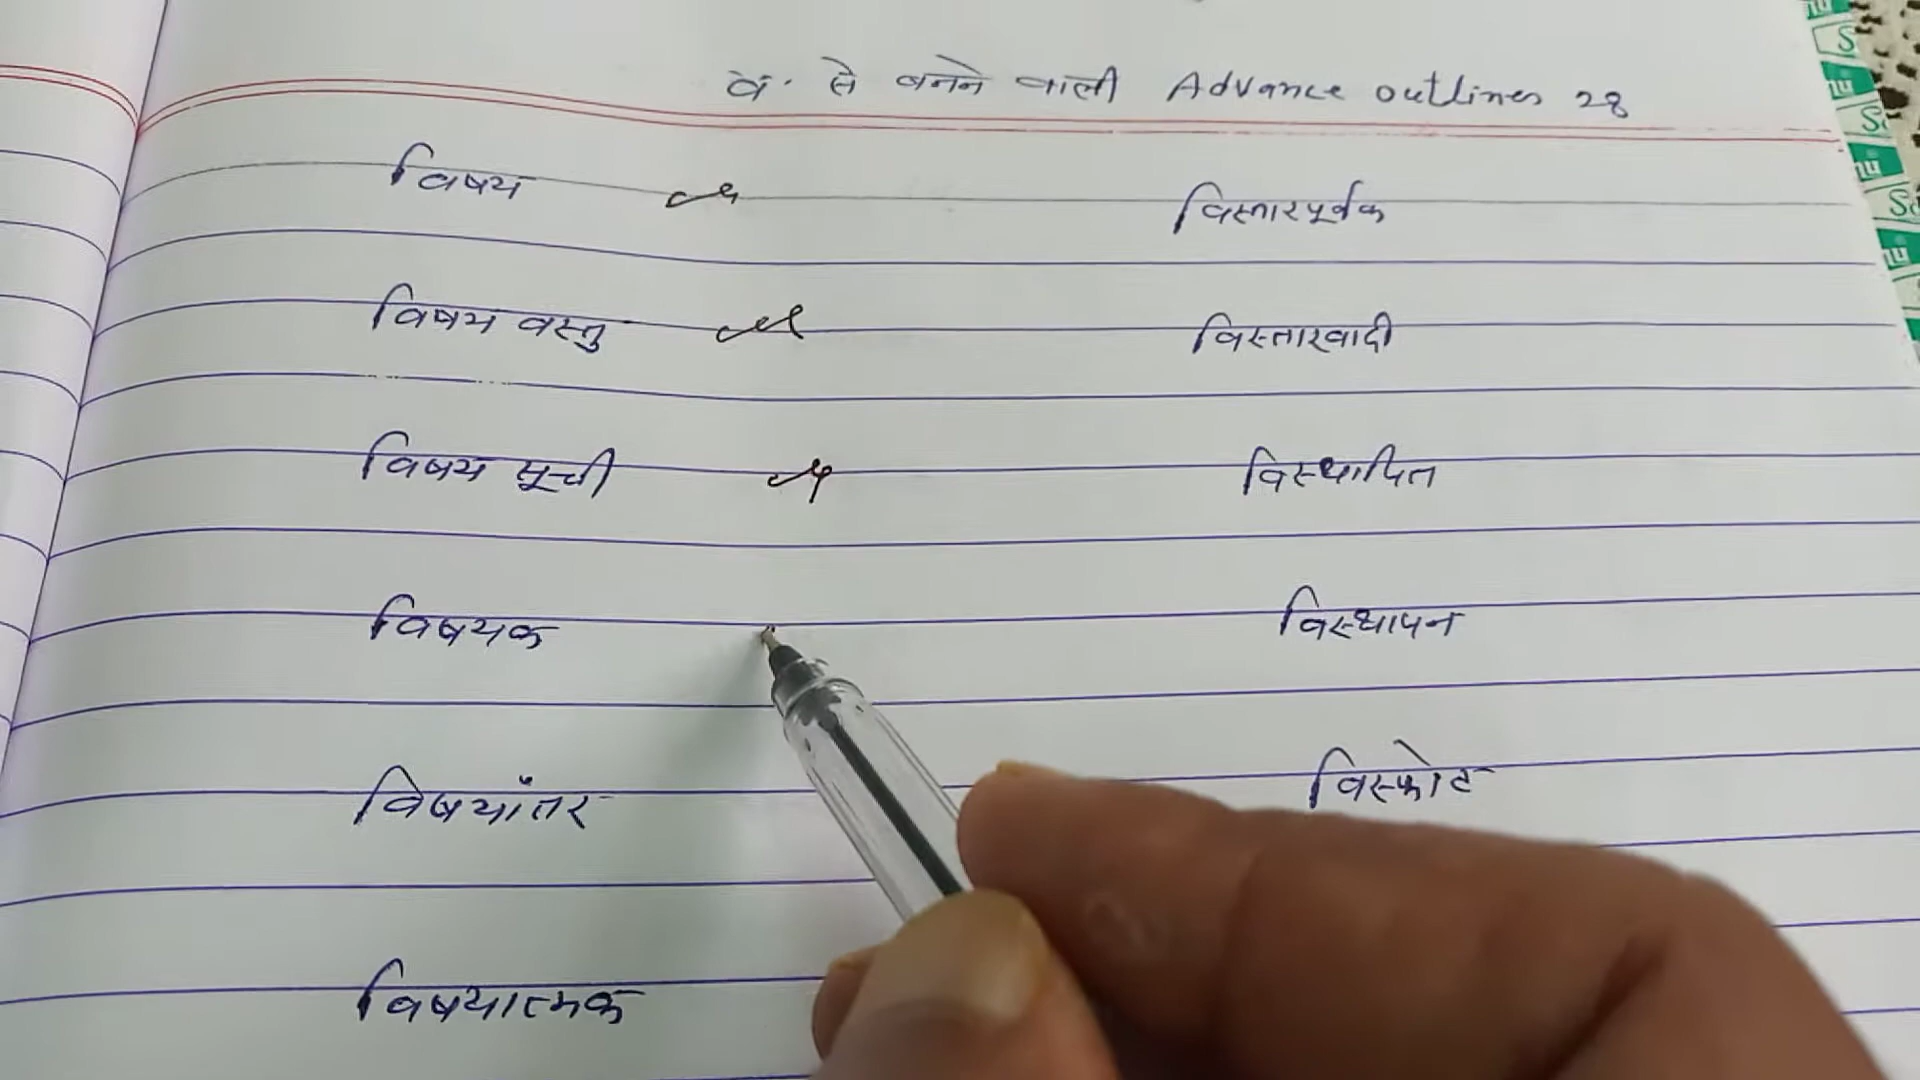 व. से बनने वाली Advance outlines 28
विषय विस्तारपूर्वक
विषय वस्तु विस्तारवादी
विषय सूची विस्थापित
विषयक विस्थापन
विषयांतर विस्फोट
विषयात्मक